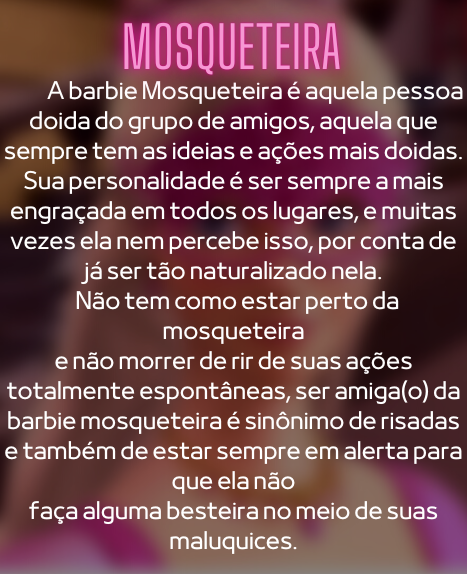 MOSQUETEIRA
A barbie Mosqueteira é aquela pessoa
doida do grupo de amigos, aquela que
sempre tem as ideias e ações mais doidas.
Sua personalidade é ser sempre a mais
engraçada em todos os lugares, e muitas
vezes ela nem percebe isso, por conta de
já ser tão naturalizado nela.
Não tem como estar perto da
mosqueteira
e não morrer de rir de suas ações
totalmente espontâneas, ser amiga(o) da
barbie mosqueteira é sinônimo de risadas
e também de estar sempre em alerta para
que ela não
faça alguma besteira no meio de suas
maluquices.